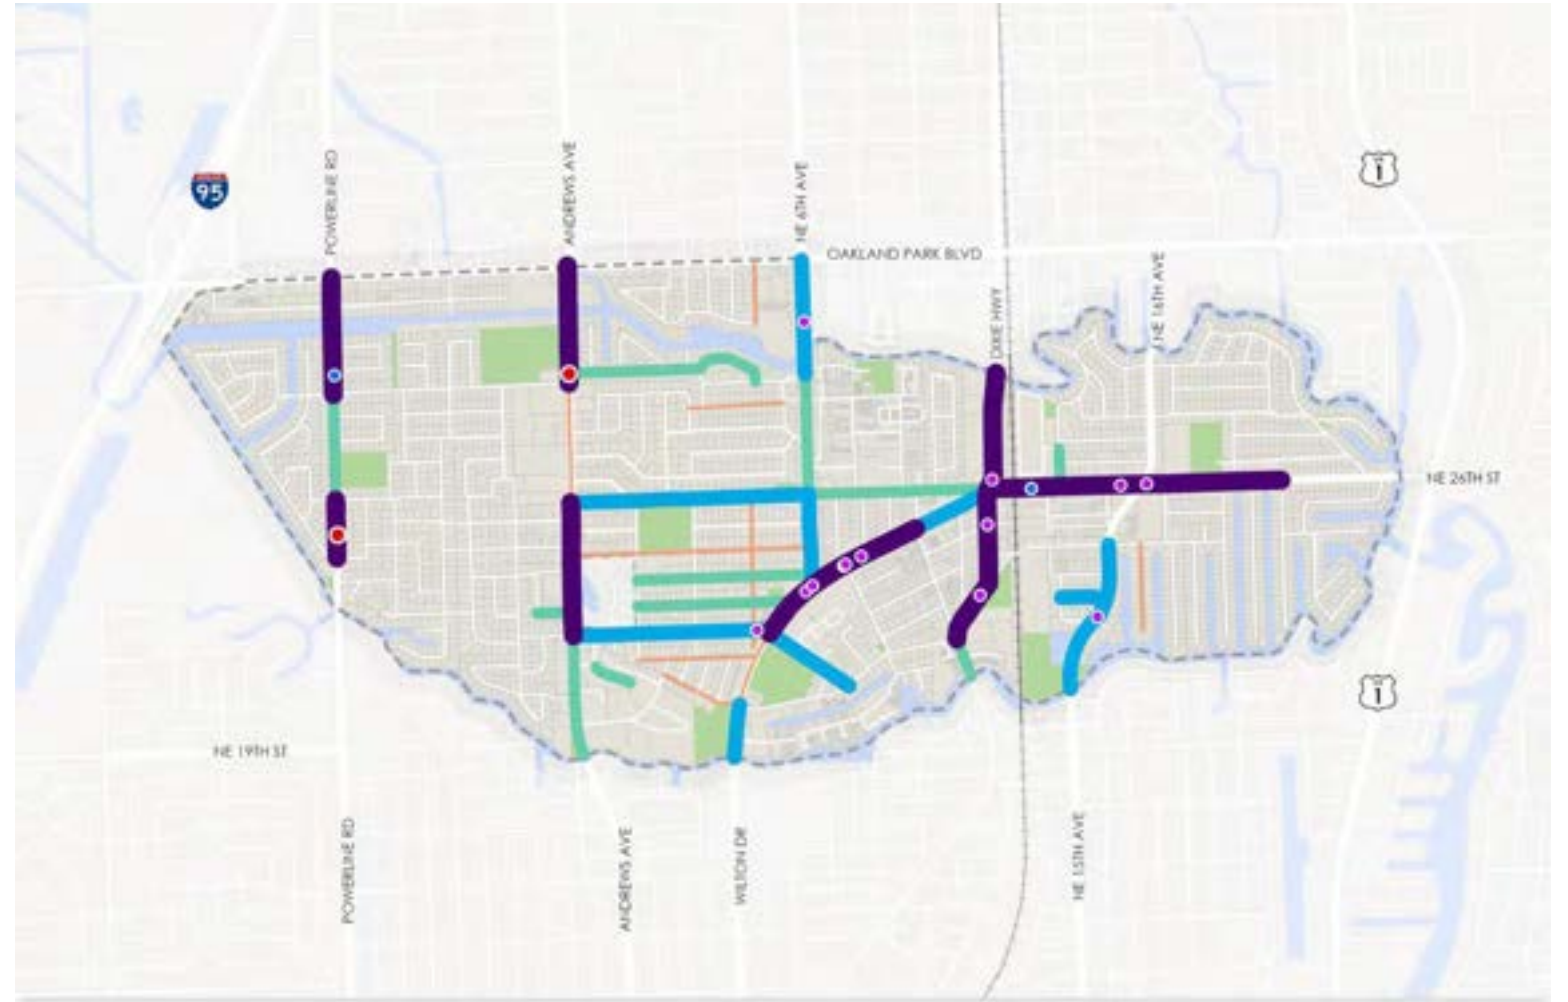 1
95
POWERLINE RD
ANDREWS AVE
NE 6TH AVE
OAKLAND PARK BLVD
NE 16TH AVE
DIXIE HWY
NE 26TH ST
1
NE 19TH ST
POWERLINE RD
ANDREWS AVE
WILTON DR
NE 15TH AVE